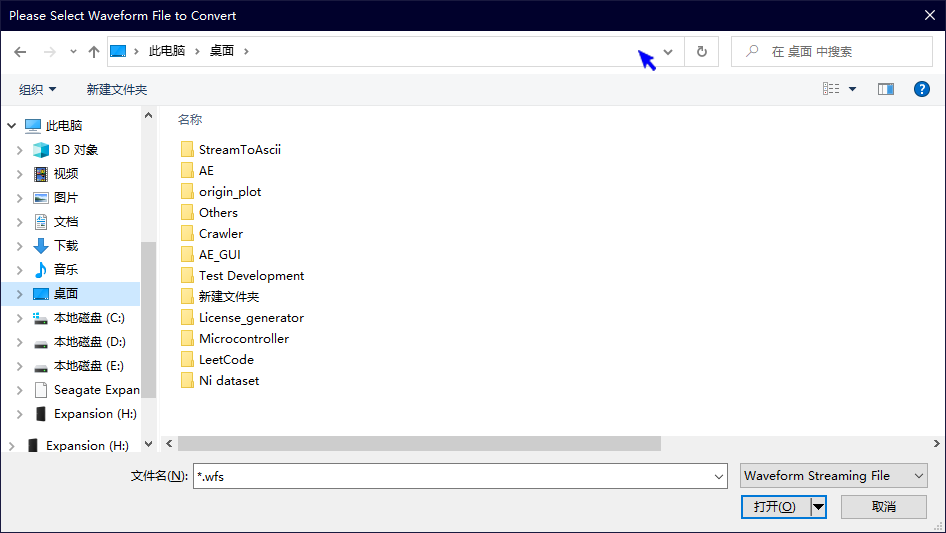 Please Select Waveform File to Convert
此电脑 桌面
在 桌面 中搜索
组织 新建文件夹
名称
此电脑
3D 对象
视频
图片
文档
下载
音乐
桌面
本地磁盘 (C:)
本地磁盘 (D:)
本地磁盘 (E:)
Seagate Expan
Expansion (H:)
Expansion (H:)
StreamToAscii
AE
origin_plot
Others
Crawler
AE_GUI
Test Development
新建文件夹
License_generator
Microcontroller
LeetCode
Ni dataset
文件名(N): *.wfs
Waveform Streaming File
打开(O) 取消